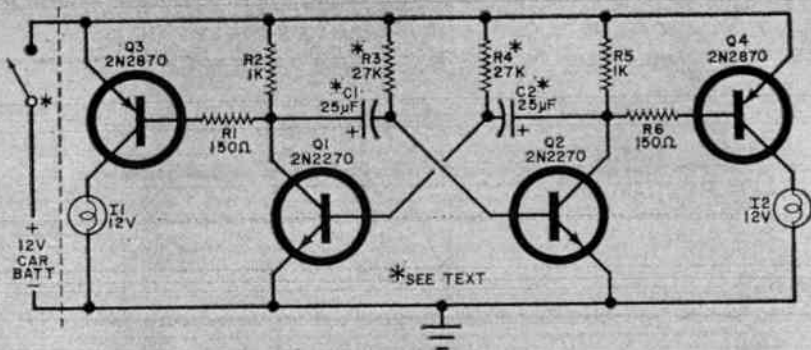 Q3
2N2870
R2
1K
*R3
27K
R4*
27K
R5
1K
Q4
2N2870
*
*C1
25µF
+
C2*
25µF
+
R1
150Ω
Q1
2N2270
Q2
2N2270
R6
150Ω
I1
12V
I2
12V
+
12V
CAR
BATT
-
*SEE TEXT